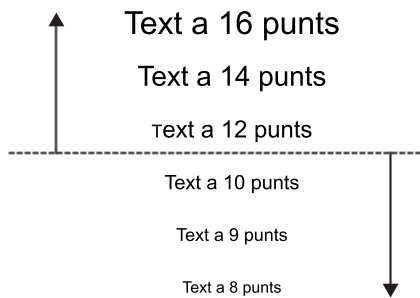 Text a 16 punts
Text a 14 punts
Text a 12 punts
Text a 10 punts
Text a 9 punts
Text a 8 punts